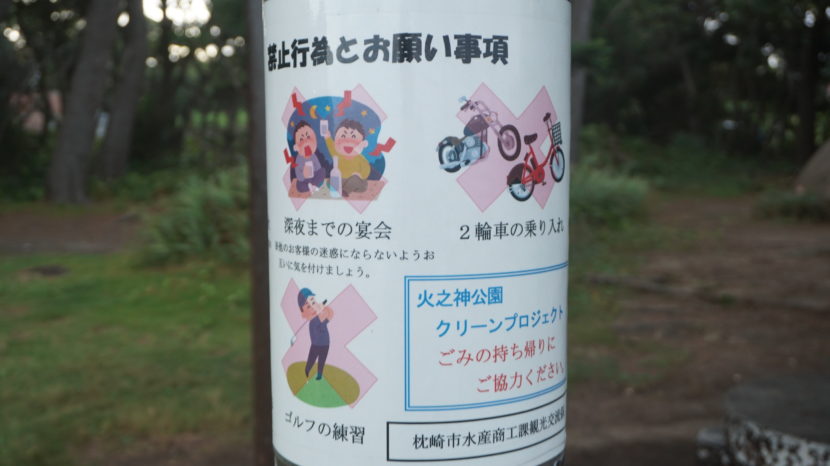 禁止行為とお願い事項
深夜までの宴会
2輪車の乗り入れ
のお客様の迷惑にならないようお
互いに気を付けましょう。
火之神公園
クリーンプロジェクト
ごみの持ち帰りに
ご協力ください
ゴルフの練習
枕崎市水産商工課観光交流